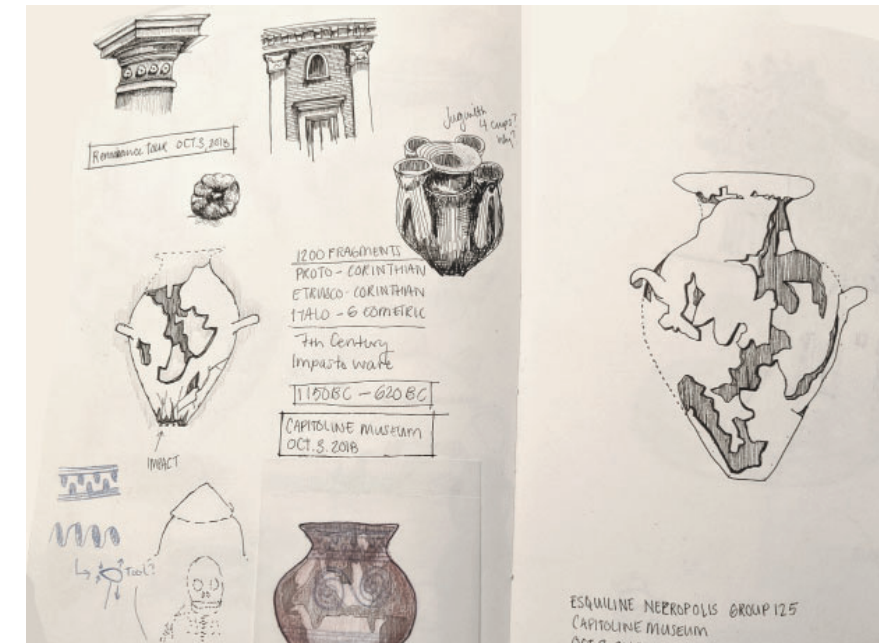 Renaissance Tour OCT. 3, 2018
Jug with
4 cups?
Why?
1200 FRAGMENTS
PROTO - CORINTHIAN
ETRUSCO - CORINTHIAN
ITALO - GEOMETRIC
7th Century
Impasto ware
1150BC - 620BC
CAPITOLINE MUSEUM
OCT. 3. 2018
IMPACT
TOOL?
ESQUILINE NECROPOLIS GROUP 125
CAPITOLINE MUSEUM